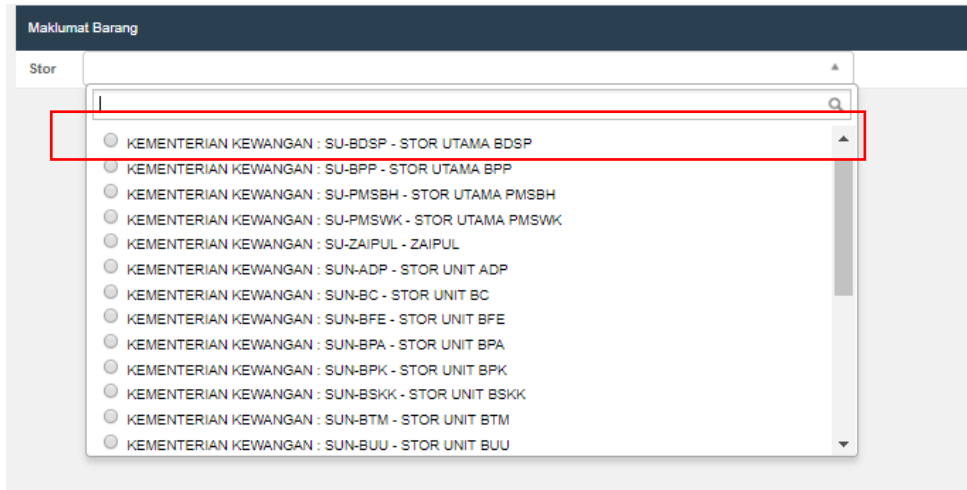 Maklumat Barang
Stor
KEMENTERIAN KEWANGAN : SU-BDSP - STOR UTAMA BDSP
KEMENTERIAN KEWANGAN : SU-BPP - STOR UTAMA BPP
KEMENTERIAN KEWANGAN : SU-PMSBH - STOR UTAMA PMSBH
KEMENTERIAN KEWANGAN : SU-PMSWK - STOR UTAMA PMSWK
KEMENTERIAN KEWANGAN : SU-ZAIPUL - ZAIPUL
KEMENTERIAN KEWANGAN : SUN-ADP - STOR UNIT ADP
KEMENTERIAN KEWANGAN : SUN-BC - STOR UNIT BC
KEMENTERIAN KEWANGAN : SUN-BFE - STOR UNIT BFE
KEMENTERIAN KEWANGAN : SUN-BPA - STOR UNIT BPA
KEMENTERIAN KEWANGAN : SUN-BPK - STOR UNIT BPK
KEMENTERIAN KEWANGAN : SUN-BSKK - STOR UNIT BSKK
KEMENTERIAN KEWANGAN : SUN-BTM - STOR UNIT BTM
KEMENTERIAN KEWANGAN : SUN-BUU - STOR UNIT BUU